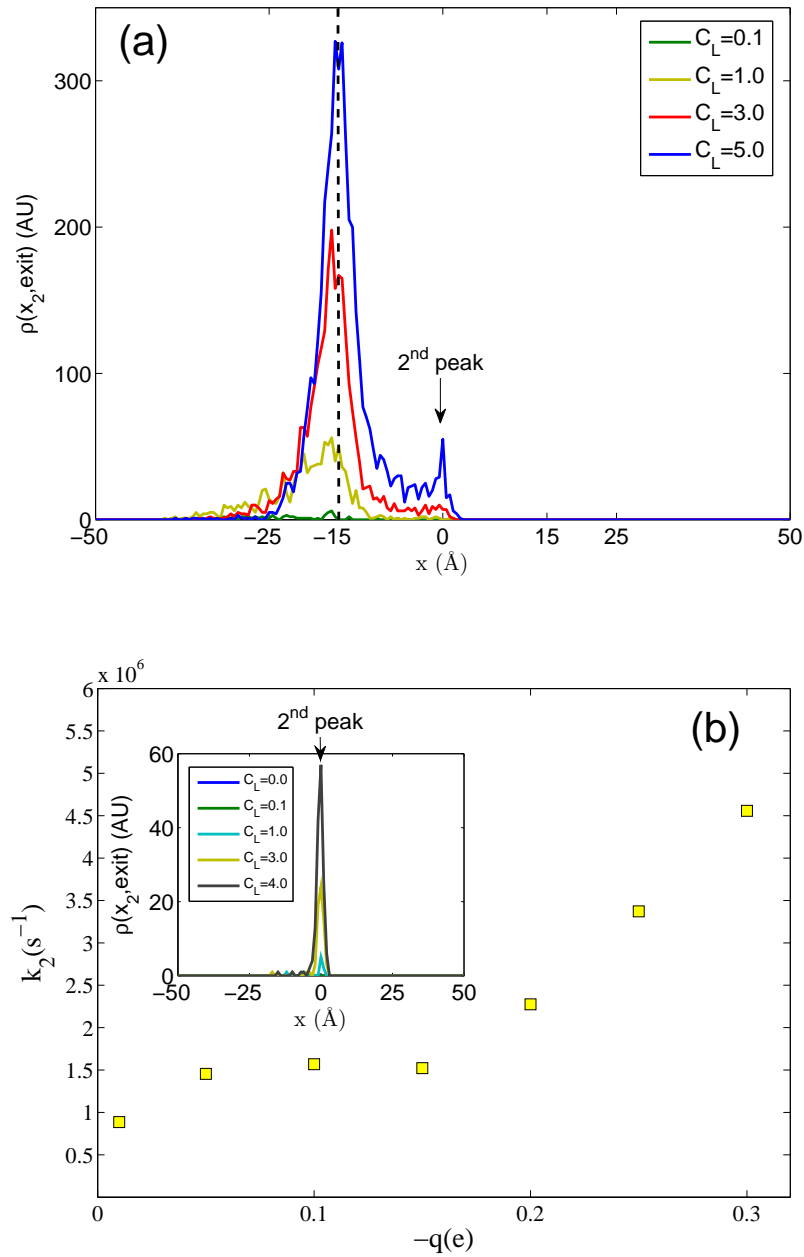 (a)
C_L=0.1
C_L=1.0
C_L=3.0
C_L=5.0
ρ(x_2,exit) (AU)
300
200
100
0
2^nd peak
−50
−25
−15
0
15
25
50
x (Å)
x 10^6
(b)
k_2(s^−1)
6
5.5
5
4.5
4
3.5
3
2.5
2
1.5
1
0.5
2^nd peak
C_L=0.0
C_L=0.1
C_L=1.0
C_L=3.0
C_L=4.0
ρ(x_2,exit) (AU)
60
40
20
0
−50
−25
0
25
50
x (Å)
0
0.1
0.2
0.3
−q(e)